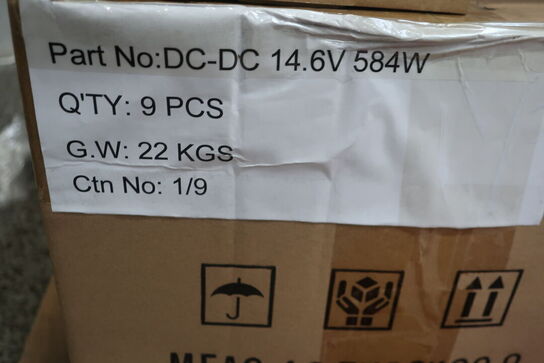 Part No:DC-DC 14.6V 584W
Q'TY: 9 PCS
G.W: 22 KGS
Ctn No: 1/9